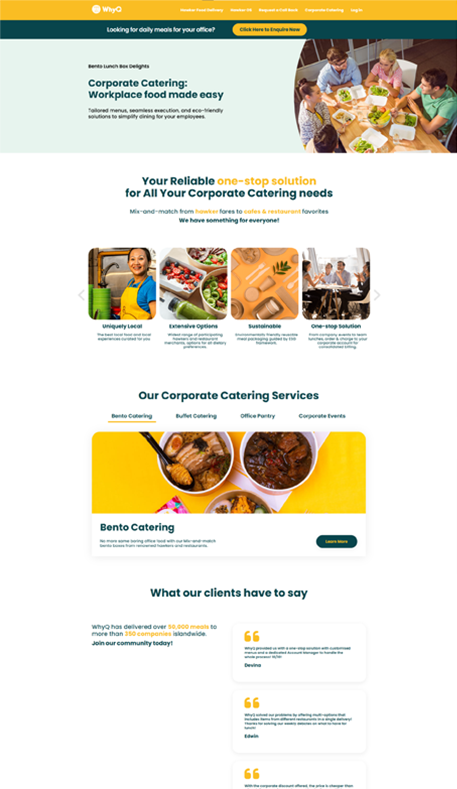 WhyQ
Hawker Food Delivery Hawker HQ Request a Call Back Corporate Catering Log In
Looking for daily meals for your office? Click Here to Enquire Now
Bento Lunch Box Delights
Corporate Catering:
Workplace food made easy
Tailored menus, seamless execution, and eco-friendly
solutions to simplify dining for your employees.
Your Reliable one-stop solution
for All Your Corporate Catering needs
Mix-and-match from hawker fares to cafes & restaurant favorites
We have something for everyone!
Uniquely Local
The best local food and local
experiences curated for you
Extensive Options
Widest range of participating
hawkers and restaurant
merchants, options for all dietary
preferences.
Sustainable
Environmentally friendly reusable
meal packaging guided by ESG
framework.
One-stop Solution
From company events to team
lunches, order & charge to your
corporate account for
consolidated billing.
Our Corporate Catering Services
Bento Catering Buffet Catering Office Pantry Corporate Events
Bento Catering
No more same boring office food with our Mix-and-match
bento boxes from renowned hawkers and restaurants.
Learn More
What our clients have to say
WhyQ has delivered over 50,000 meals to
more than 250 companies islandwide.
Join our community today!
WhyQ provided us with a one-stop solution with customised
menus and a dedicated Account Manager to handle the
whole process! 10/10!
Devina
WhyQ solved our problems by offering multi-options that
includes items from different restaurants in a single delivery!
Thanks for solving our weekly debates on what to have for
lunch!
Edwin
With the corporate discount offered, the price is cheaper than